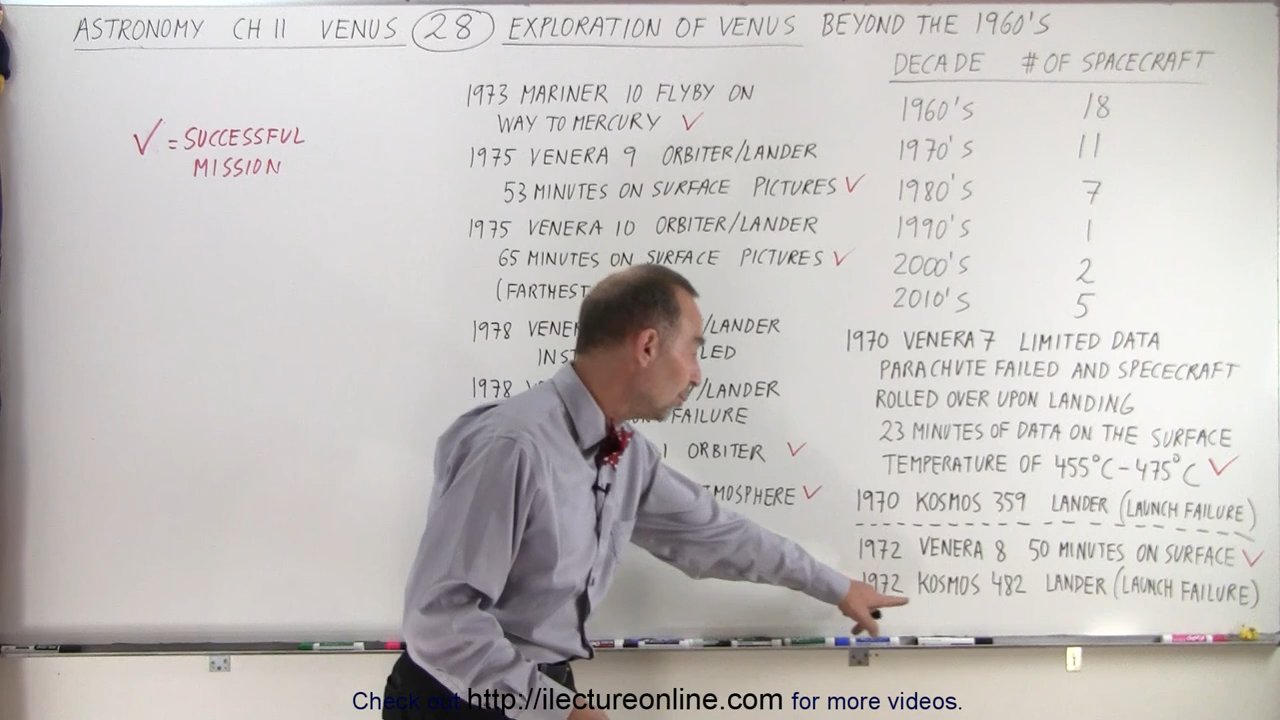 ASTRONOMY CH 11 VENUS 28 EXPLORATION OF VENUS BEYOND THE 1960'S
✓ = SUCCESSFUL
MISSION
1973 MARINER 10 FLYBY ON
WAY TO MERCURY ✓
1975 VENERA 9 ORBITER/LANDER
53 MINUTES ON SURFACE PICTURES ✓
1975 VENERA 10 ORBITER/LANDER
65 MINUTES ON SURFACE PICTURES ✓
(FARTHEST
1978 /LANDER
1978 /LANDER
FAILURE
1 ORBITER ✓
✓
DECADE # OF SPACECRAFT
1960'S 18
1970'S 11
1980'S 7
1990'S 1
2000'S 2
2010'S 5
1970 VENERA 7 LIMITED DATA
PARACHUTE FAILED AND SPECECRAFT
ROLLED OVER UPON LANDING
23 MINUTES OF DATA ON THE SURFACE
TEMPERATURE OF 455°C - 475°C ✓
1970 KOSMOS 359 LANDER (LAUNCH FAILURE)
1972 VENERA 8 50 MINUTES ON SURFACE ✓
1972 KOSMOS 482 LANDER (LAUNCH FAILURE)
Check out http://ilectureonline.com for more videos.